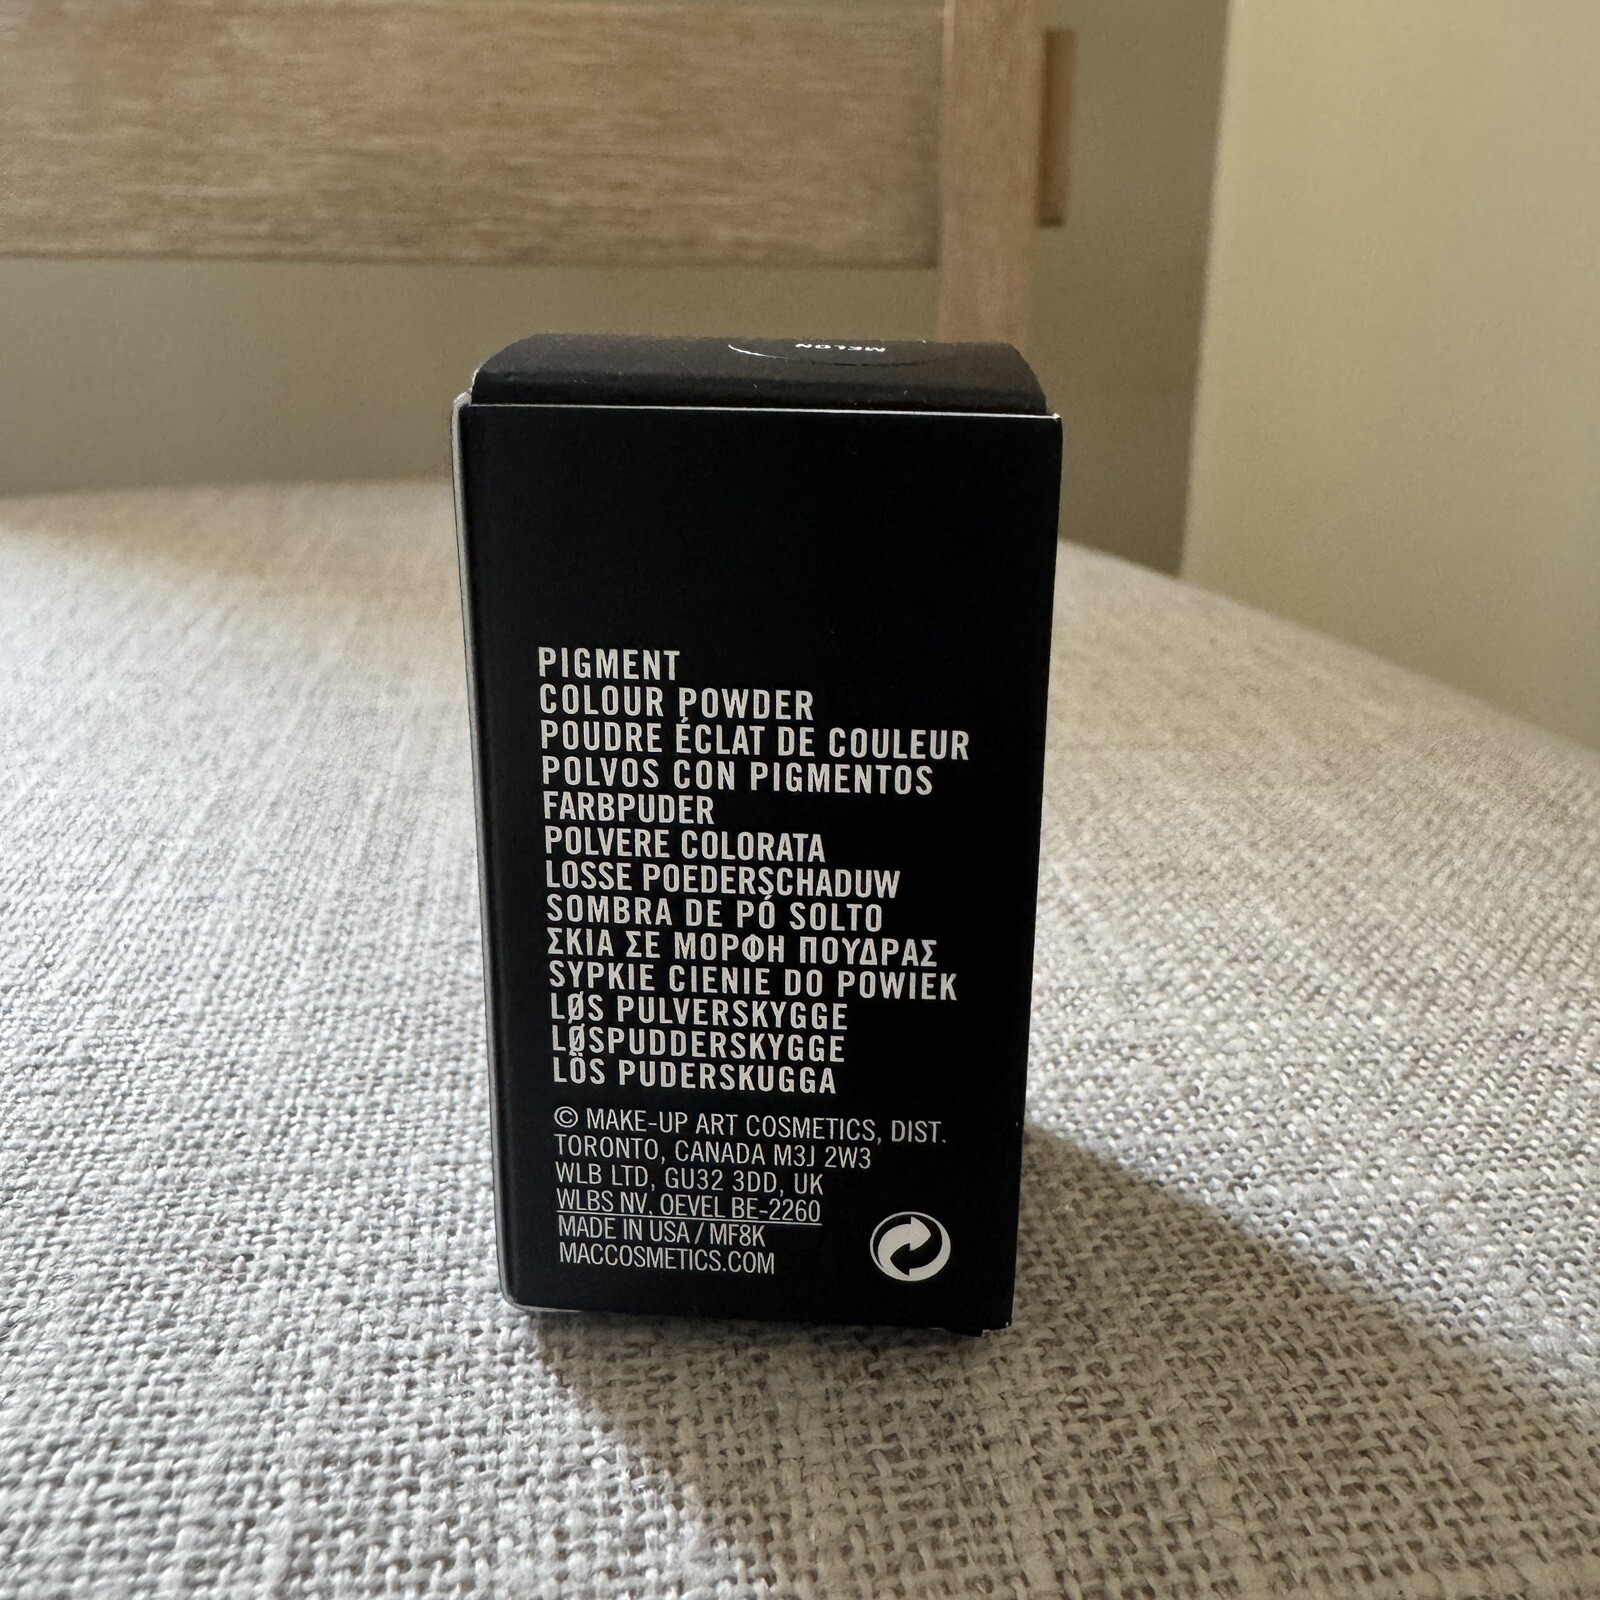 MELON
PIGMENT
COLOUR POWDER
POUDRE ÉCLAT DE COULEUR
POLVOS CON PIGMENTOS
FARBPUDER
POLVERE COLORATA
LOSSE POEDERSCHADUW
SOMBRA DE PÓ SOLTO
ΣΚΙΑ ΣΕ ΜΟΡΦΗ ΠΟΥΔΡΑΣ
SYPKIE CIENIE DO POWIEK
LØS PULVERSKYGGE
LØSPUDDERSKYGGE
LÖS PUDERSKUGGA
© MAKE-UP ART COSMETICS, DIST.
TORONTO, CANADA M3J 2W3
WLB LTD, GU32 3DD, UK
WLBS NV, OEVEL BE-2260
MADE IN USA / MF8K
MACCOSMETICS.COM